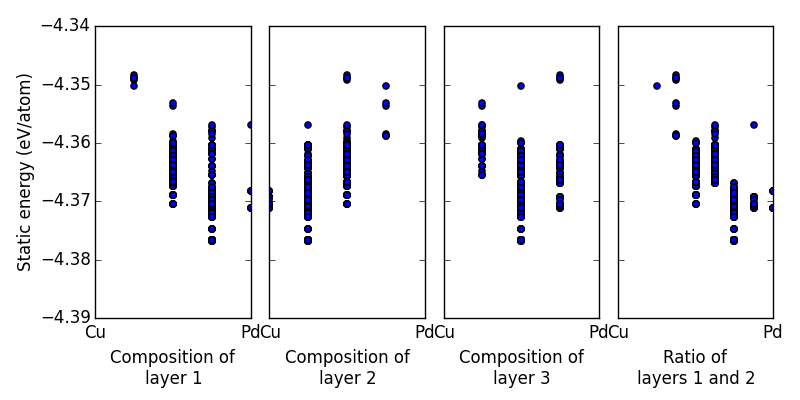 −4.34
−4.35
−4.36
−4.37
−4.38
−4.39
Static energy (eV/atom)
Cu Pd
Composition of
layer 1
Cu Pd
Composition of
layer 2
Cu Pd
Composition of
layer 3
Cu Pd
Ratio of
layers 1 and 2